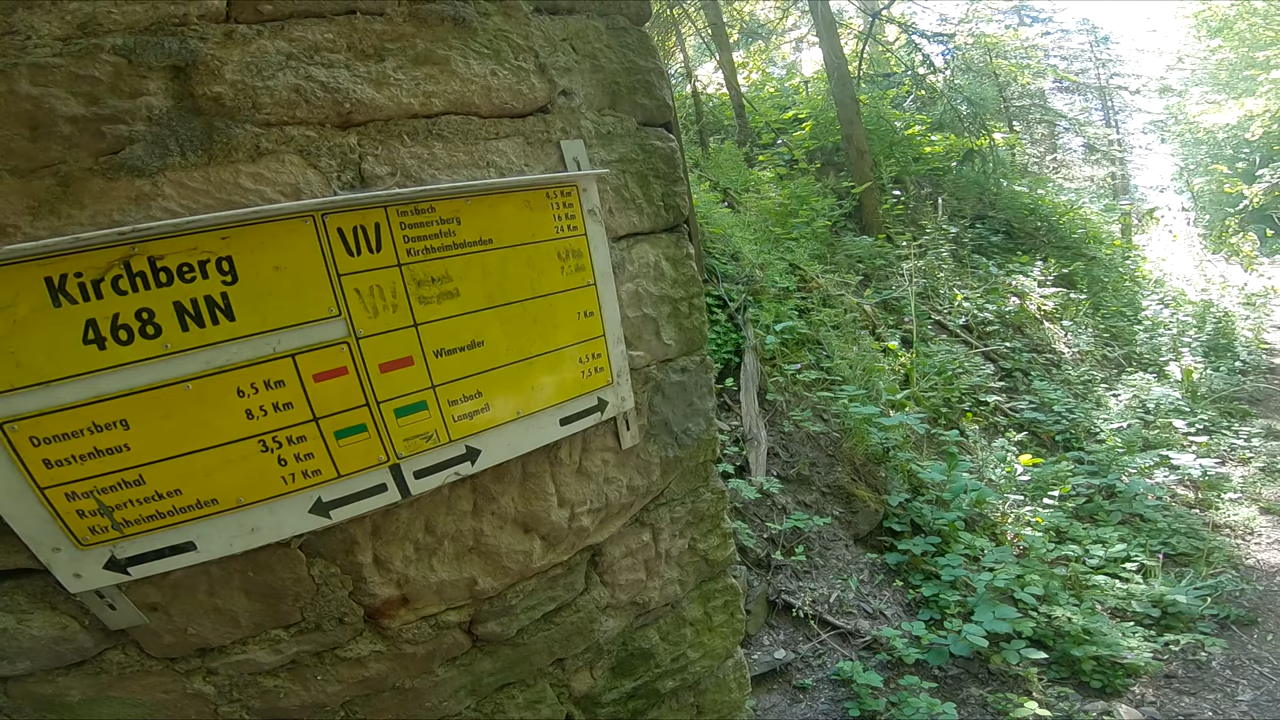 Kirchberg
468 NN
Donnersberg 6,5 Km
Bastenhaus 8,5 Km
Marienthal 3,5 Km
Ruppertsecken 6 Km
Kirchheimbolanden 17 Km
Imsbach 4,5 Km
Donnersberg 13 Km
Dannenfels 16 Km
Kirchheimbolanden 24 Km
Winnweiler 7 Km
Imsbach 4,5 Km
Langmeil 7,5 Km